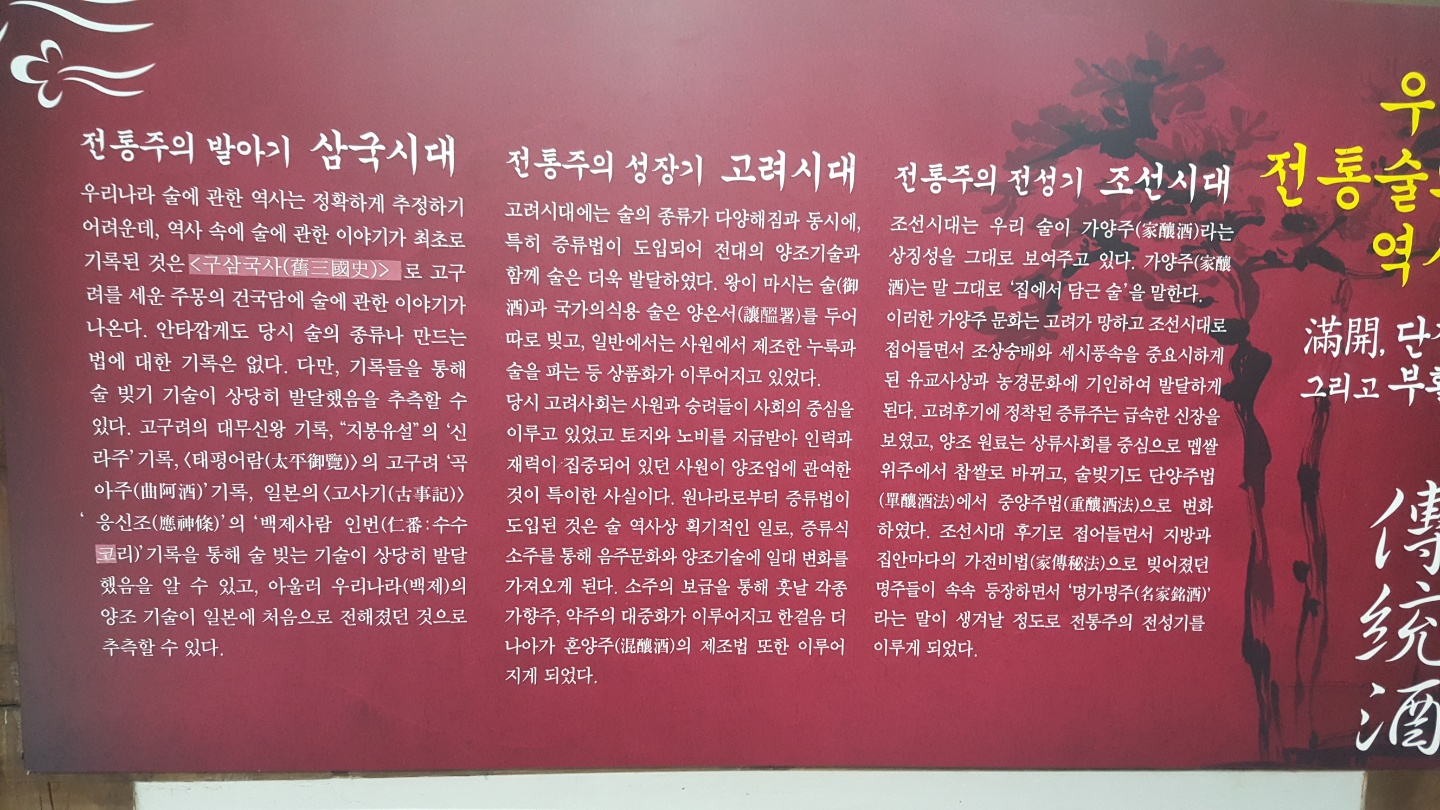 전통주의 발아기 삼국시대
우리나라 술에 관한 역사는 정확하게 추정하기
어려운데, 역사 속에 술에 관한 이야기가 최초로
기록된 것은 <구삼국사(舊三國史)> 로 고구
려를 세운 주몽의 건국담에 술에 관한 이야기가
나온다. 안타깝게도 당시 술의 종류나 만드는
법에 대한 기록은 없다. 다만, 기록들을 통해
술 빚기 기술이 상당히 발달했음을 추측할 수
있다. 고구려의 대무신왕 기록, “지봉유설”의 ‘신
라주’ 기록, 〈태평어람(太平御覽)〉의 고구려 ‘곡
아주(曲阿酒)’ 기록, 일본의 〈고사기(古事記)〉
‘ 응신조(應神條)’의 ‘백제사람 인번(仁番:수수
코리)’ 기록을 통해 술 빚는 기술이 상당히 발달
했음을 알 수 있고, 아울러 우리나라(백제)의
양조 기술이 일본에 처음으로 전해졌던 것으로
추측할 수 있다.
전통주의 성장기 고려시대
고려시대에는 술의 종류가 다양해짐과 동시에,
특히 증류법이 도입되어 전대의 양조기술과
함께 술은 더욱 발달하였다. 왕이 마시는 술(御
酒)과 국가의식용 술은 양온서(讓醞署)를 두어
따로 빚고, 일반에서는 사원에서 제조한 누룩과
술을 파는 등 상품화가 이루어지고 있었다.
당시 고려사회는 사원과 승려들이 사회의 중심을
이루고 있었고 토지와 노비를 지급받아 인력과
재력이 집중되어 있던 사원이 양조업에 관여한
것이 특이한 사실이다. 원나라로부터 증류법이
도입된 것은 술 역사상 획기적인 일로, 증류식
소주를 통해 음주문화와 양조기술에 일대 변화를
가져오게 된다. 소주의 보급을 통해 훗날 각종
가향주, 약주의 대중화가 이루어지고 한걸음 더
나아가 혼양주(混釀酒)의 제조법 또한 이루어
지게 되었다.
전통주의 전성기 조선시대
조선시대는 우리 술이 가양주(家釀酒)라는
상징성을 그대로 보여주고 있다. 가양주(家釀
酒)는 말 그대로 ‘집에서 담근 술’을 말한다.
이러한 가양주 문화는 고려가 망하고 조선시대로
접어들면서 조상숭배와 세시풍속을 중요시하게
된 유교사상과 농경문화에 기인하여 발달하게
된다. 고려후기에 정착된 증류주는 급속한 신장을
보였고, 양조 원료는 상류사회를 중심으로 멥쌀
위주에서 찹쌀로 바뀌고, 술빚기도 단양주법
(單釀酒法)에서 중양주법(重釀酒法)으로 변화
하였다. 조선시대 후기로 접어들면서 지방과
집안마다의 가전비법(家傳秘法)으로 빚어졌던
명주들이 속속 등장하면서 ‘명가명주(名家銘酒)’
라는 말이 생겨날 정도로 전통주의 전성기를
이루게 되었다.
우
전통술
역
滿開, 단
그리고 부
傳
統
酒